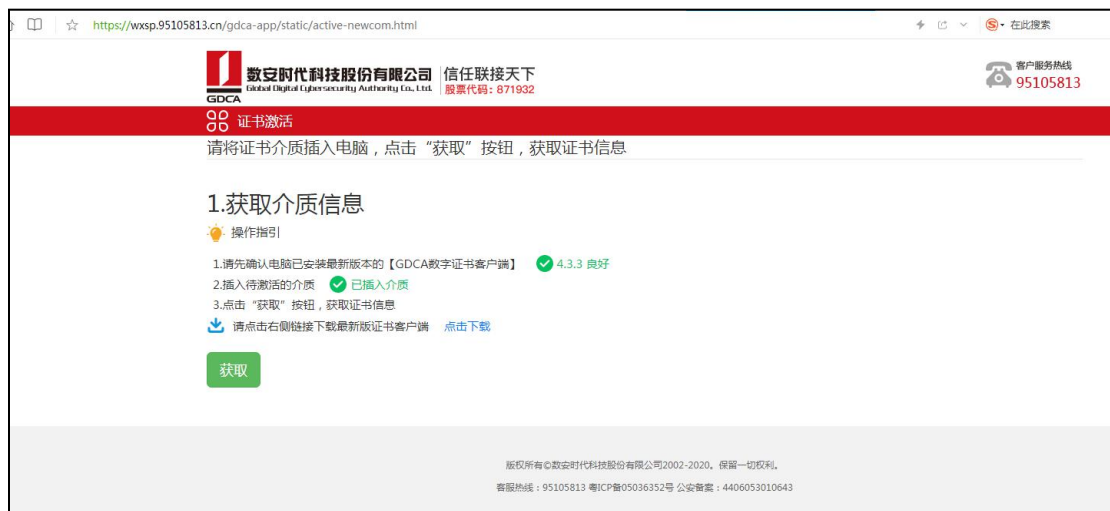 https://wxsp.95105813.cn/gdca-app/static/active-newcom.html
在此搜索
数安时代科技股份有限公司
Global Digital Cybersecurity Authority Co., Ltd.
GDCA
信任联接天下
股票代码：871932
客户服务热线
95105813
证书激活
请将证书介质插入电脑，点击“获取”按钮，获取证书信息
1.获取介质信息
操作指引
1.请先确认电脑已安装最新版本的【GDCA数字证书客户端】 4.3.3 良好
2.插入待激活的介质 已插入介质
3.点击“获取”按钮，获取证书信息
请点击右侧链接下载最新版证书客户端 点击下载
获取
版权所有©数安时代科技股份有限公司2002-2020。保留一切权利。
客服热线：95105813 粤ICP备05036352号 公安备案：4406053010643